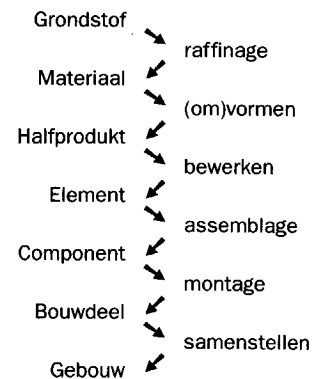 Grondstof
raffinage
Materiaal
(om)vormen
Halfprodukt
bewerken
Element
assemblage
Component
montage
Bouwdeel
samenstellen
Gebouw